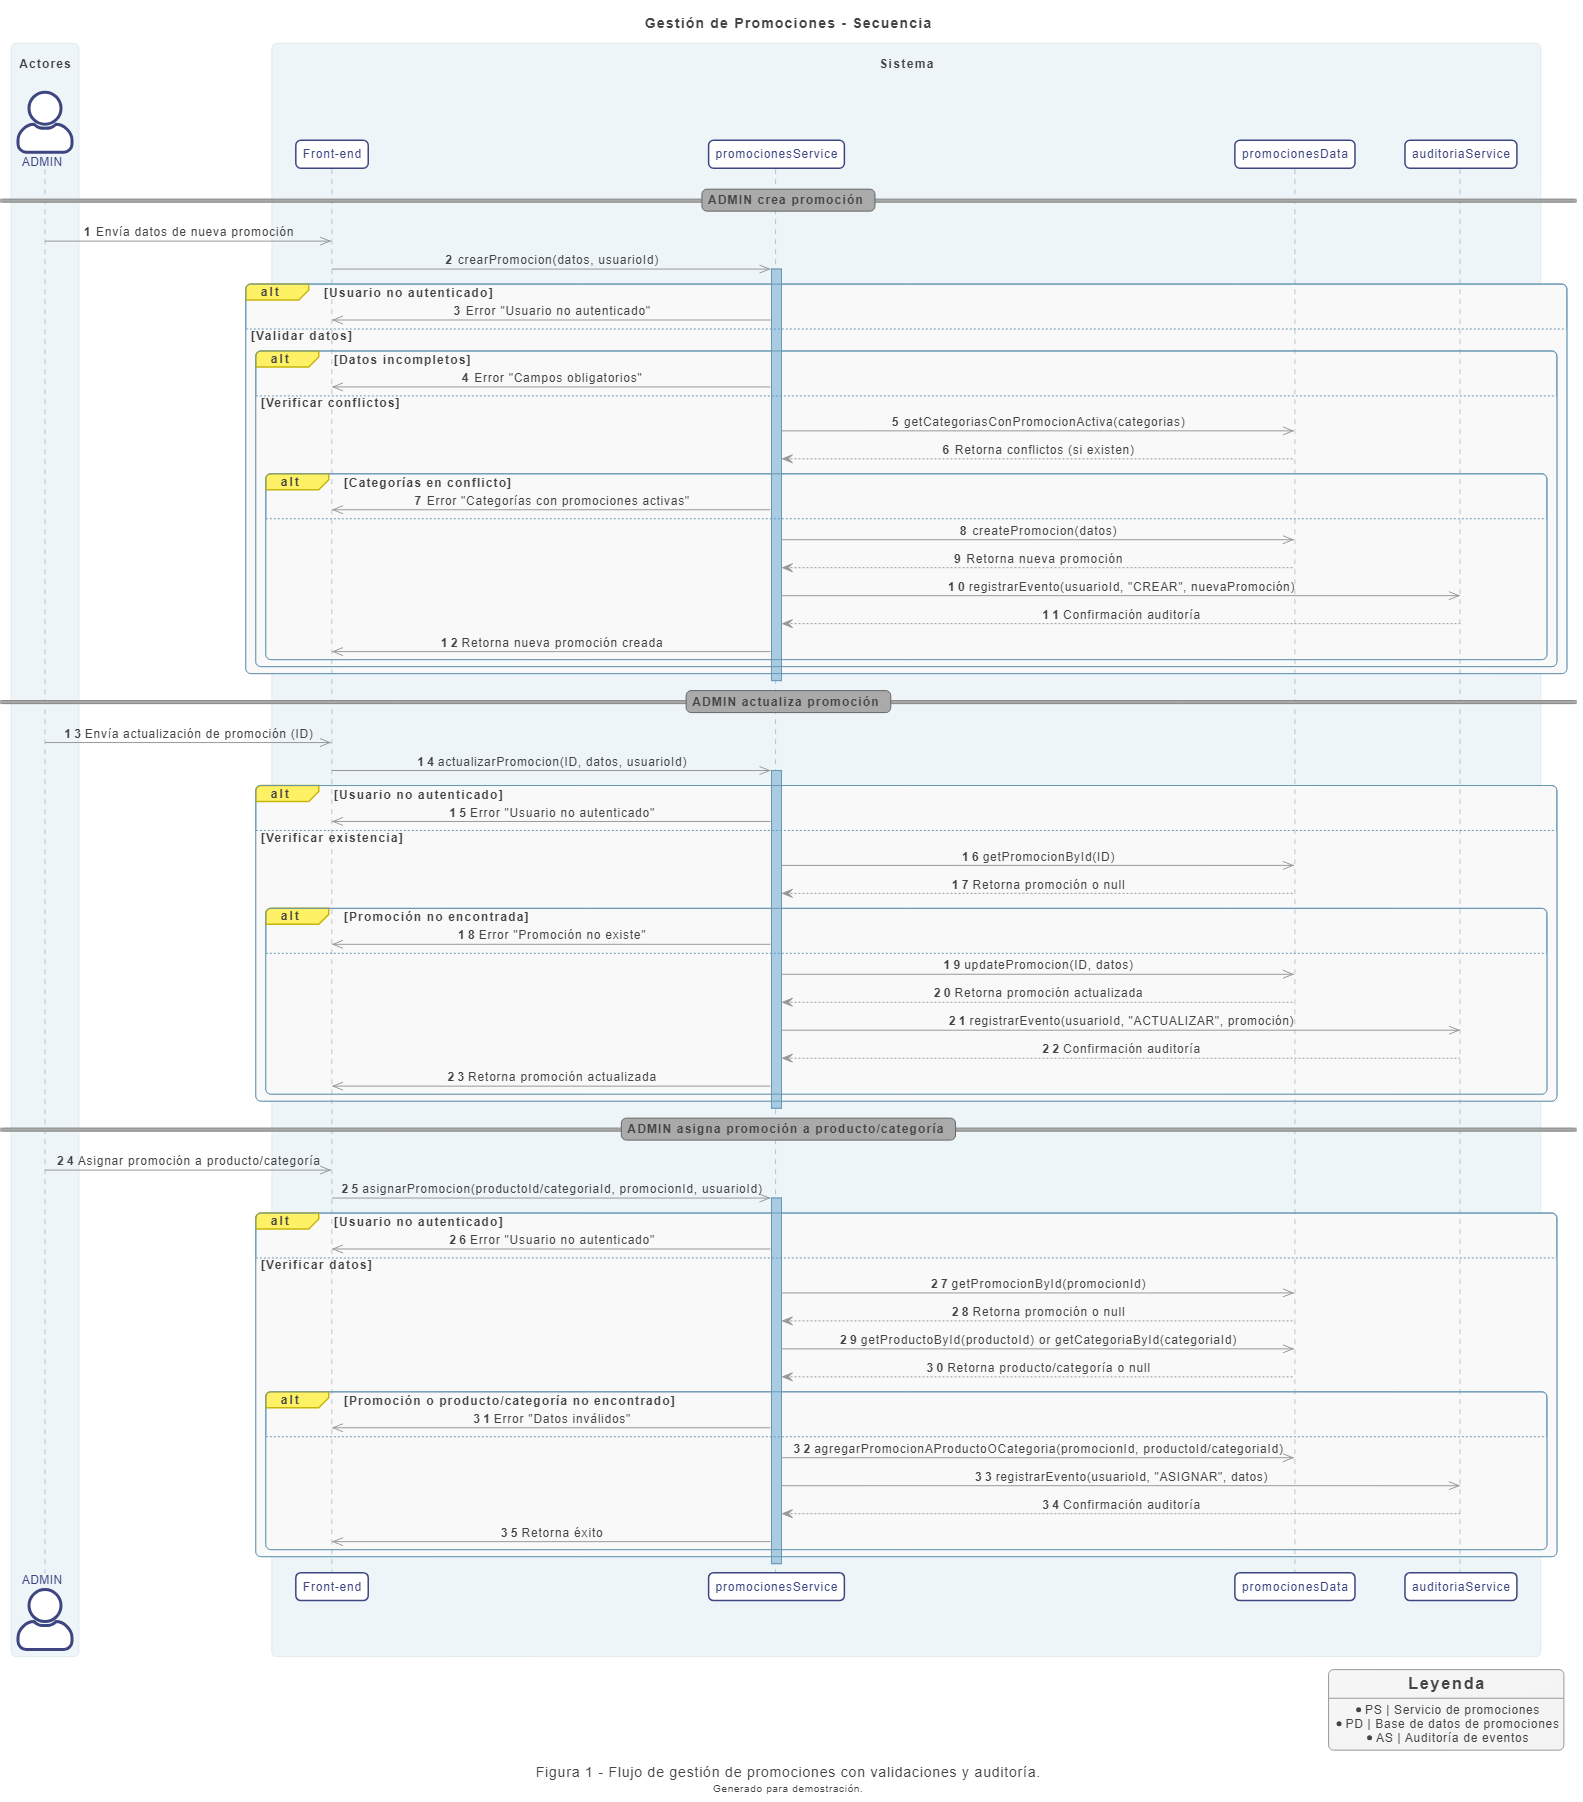 Gestión de Promociones - Secuencia
Actores
Sistema
ADMIN
Front-end
promocionesService
promocionesData
auditoriaService
ADMIN crea promoción
1 Envía datos de nueva promoción
2 crearPromocion(datos, usuarioId)
alt [Usuario no autenticado]
3 Error "Usuario no autenticado"
[Validar datos]
alt [Datos incompletos]
4 Error "Campos obligatorios"
[Verificar conflictos]
5 getCategoriasConPromocionActiva(categorias)
6 Retorna conflictos (si existen)
alt [Categorías en conflicto]
7 Error "Categorías con promociones activas"
8 createPromocion(datos)
9 Retorna nueva promoción
10 registrarEvento(usuarioId, "CREAR", nuevaPromoción)
11 Confirmación auditoría
12 Retorna nueva promoción creada
ADMIN actualiza promoción
13 Envía actualización de promoción (ID)
14 actualizarPromocion(ID, datos, usuarioId)
alt [Usuario no autenticado]
15 Error "Usuario no autenticado"
[Verificar existencia]
16 getPromocionById(ID)
17 Retorna promoción o null
alt [Promoción no encontrada]
18 Error "Promoción no existe"
19 updatePromocion(ID, datos)
20 Retorna promoción actualizada
21 registrarEvento(usuarioId, "ACTUALIZAR", promoción)
22 Confirmación auditoría
23 Retorna promoción actualizada
ADMIN asigna promoción a producto/categoría
24 Asignar promoción a producto/categoría
25 asignarPromocion(productoId/categoriaId, promocionId, usuarioId)
alt [Usuario no autenticado]
26 Error "Usuario no autenticado"
[Verificar datos]
27 getPromocionById(promocionId)
28 Retorna promoción o null
29 getProductoById(productoId) or getCategoriaById(categoriaId)
30 Retorna producto/categoría o null
alt [Promoción o producto/categoría no encontrado]
31 Error "Datos inválidos"
32 agregarPromocionAProductoOCategoria(promocionId, productoId/categoriaId)
33 registrarEvento(usuarioId, "ASIGNAR", datos)
34 Confirmación auditoría
35 Retorna éxito
ADMIN
Front-end
promocionesService
promocionesData
auditoriaService
Leyenda
• PS | Servicio de promociones
• PD | Base de datos de promociones
• AS | Auditoría de eventos
Figura 1 - Flujo de gestión de promociones con validaciones y auditoría.
Generado para demostración.